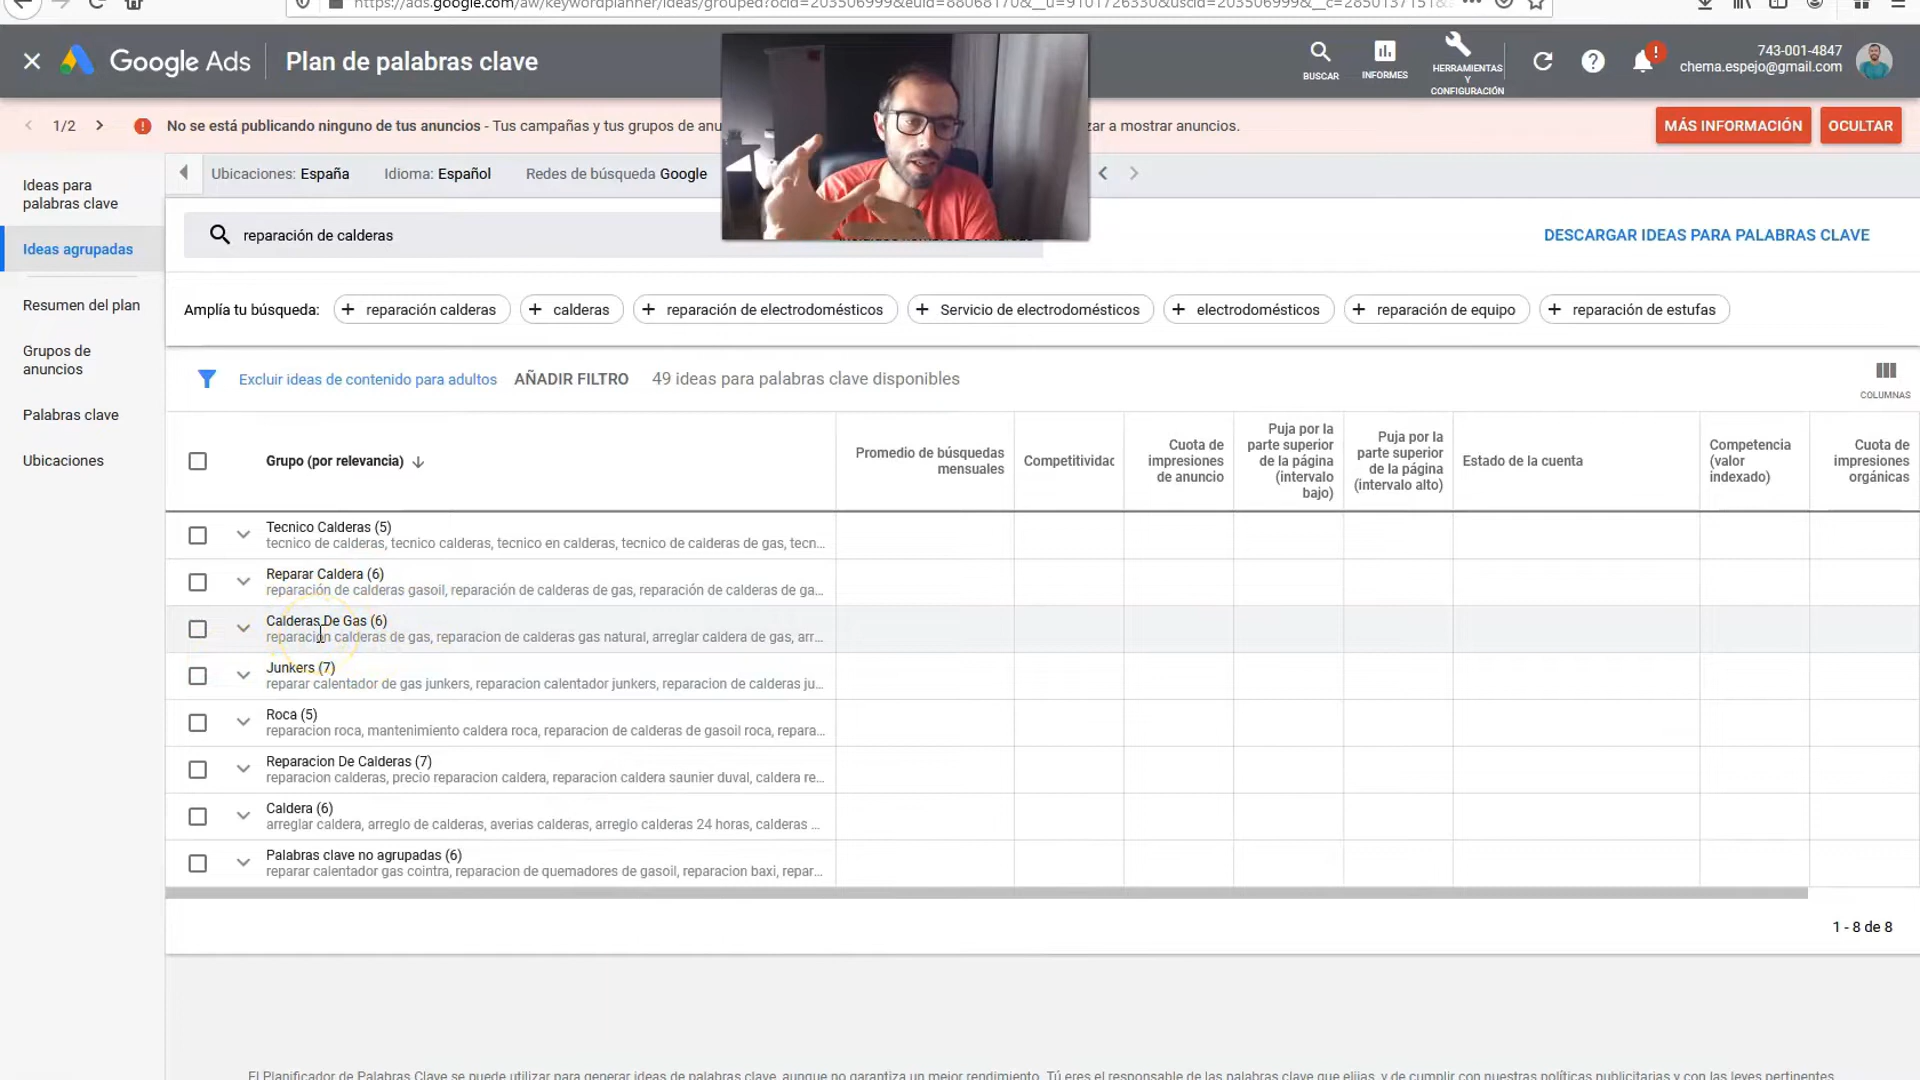 Google Ads
Plan de palabras clave
BUSCAR
INFORMES
HERRAMIENTAS
Y
CONFIGURACIÓN
743-001-4847
chema.espejo@gmail.com
1/2
No se está publicando ninguno de tus anuncios - Tus campañas y tus grupos de anu
ar a mostrar anuncios.
MÁS INFORMACIÓN
OCULTAR
Ubicaciones: España
Idioma: Español
Redes de búsqueda Google
Ideas para
palabras clave
Ideas agrupadas
Resumen del plan
Grupos de
anuncios
Palabras clave
Ubicaciones
reparación de calderas
DESCARGAR IDEAS PARA PALABRAS CLAVE
Amplía tu búsqueda:
+ reparación calderas
+ calderas
+ reparación de electrodomésticos
+ Servicio de electrodomésticos
+ electrodomésticos
+ reparación de equipo
+ reparación de estufas
Excluir ideas de contenido para adultos
AÑADIR FILTRO
49 ideas para palabras clave disponibles
COLUMNAS
Grupo (por relevancia)
Promedio de búsquedas
mensuales
Competitividad
Cuota de
impresiones
de anuncio
Puja por la
parte superior
de la página
(intervalo
bajo)
Puja por la
parte superior
de la página
(intervalo alto)
Estado de la cuenta
Competencia
(valor
indexado)
Cuota de
impresiones
orgánicas
Tecnico Calderas (5)
tecnico de calderas, tecnico calderas, tecnico en calderas, tecnico de calderas de gas, tecn...
Reparar Caldera (6)
reparación de calderas gasoil, reparación de calderas de gas, reparación de calderas de ga...
Calderas De Gas (6)
reparacion calderas de gas, reparacion de calderas gas natural, arreglar caldera de gas, arr...
Junkers (7)
reparar calentador de gas junkers, reparacion calentador junkers, reparacion de calderas ju...
Roca (5)
reparacion roca, mantenimiento caldera roca, reparacion de calderas de gasoil roca, repara...
Reparacion De Calderas (7)
reparacion calderas, precio reparacion caldera, reparacion caldera saunier duval, caldera re...
Caldera (6)
arreglar caldera, arreglo de calderas, averias calderas, arreglo calderas 24 horas, calderas ...
Palabras clave no agrupadas (6)
reparar calentador gas cointra, reparacion de quemadores de gasoil, reparacion baxi, repar...
1 - 8 de 8
El Planificador de Palabras Clave se puede utilizar para generar ideas de palabras clave, aunque no garantiza un mejor rendimiento. Tú eres el responsable de las palabras clave que elijas, y de cumplir con nuestras políticas publicitarias y con las leyes pertinentes